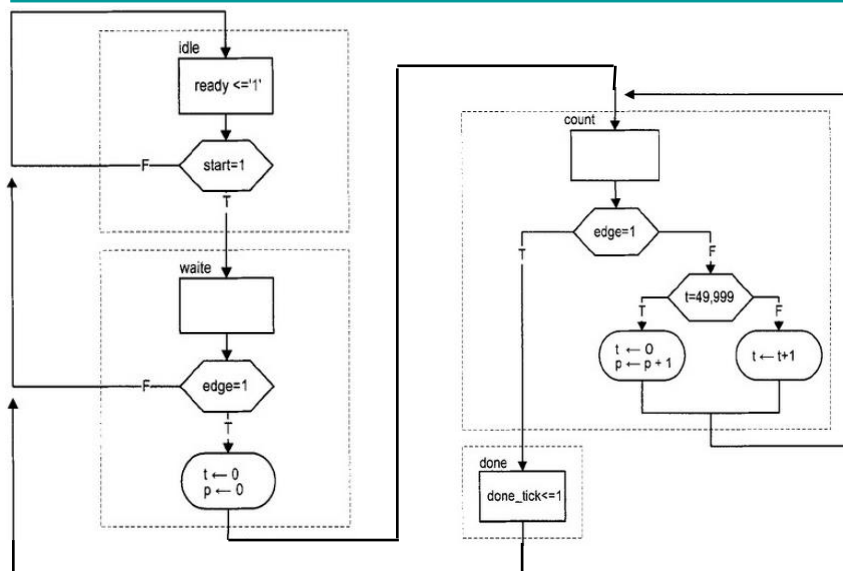 idle
ready <='1'
start=1
F
T
waite
edge=1
F
T
t ← 0
p ← 0
count
edge=1
T
F
t=49,999
T
F
t ← 0
p ← p + 1
t ← t+1
done
done_tick<=1